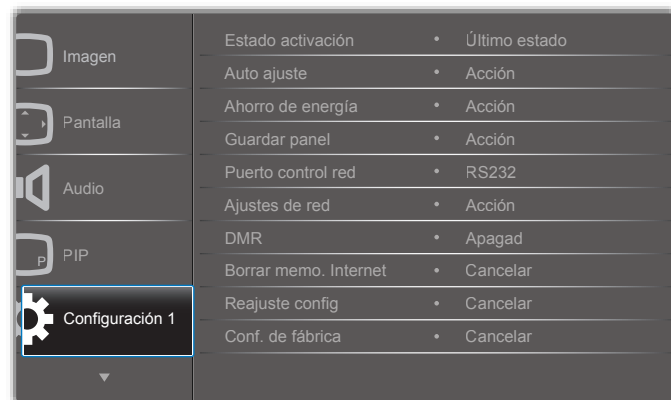 Imagen
Pantalla
Audio
P
PIP
Configuración 1
Estado activación • Último estado
Auto ajuste • Acción
Ahorro de energía • Acción
Guardar panel • Acción
Puerto control red • RS232
Ajustes de red • Acción
DMR • Apagad
Borrar memo. Internet • Cancelar
Reajuste config • Cancelar
Conf. de fábrica • Cancelar